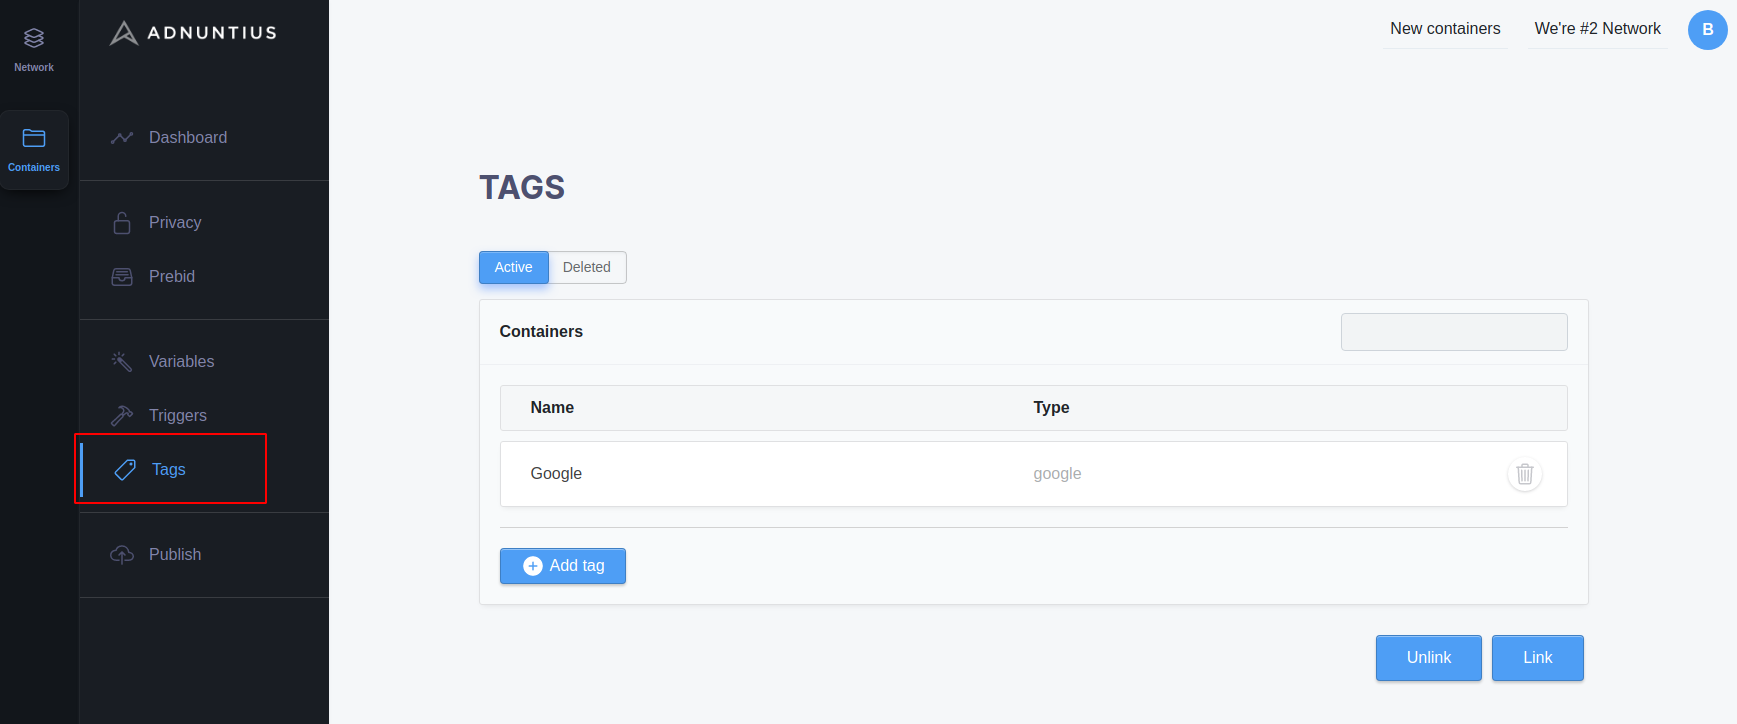 Network
Containers
ADNUNTIUS
Dashboard
Privacy
Prebid
Variables
Triggers
Tags
Publish
New containers
We're #2 Network
B
TAGS
Active
Deleted
Containers
Name
Type
Google
google
Add tag
Unlink
Link